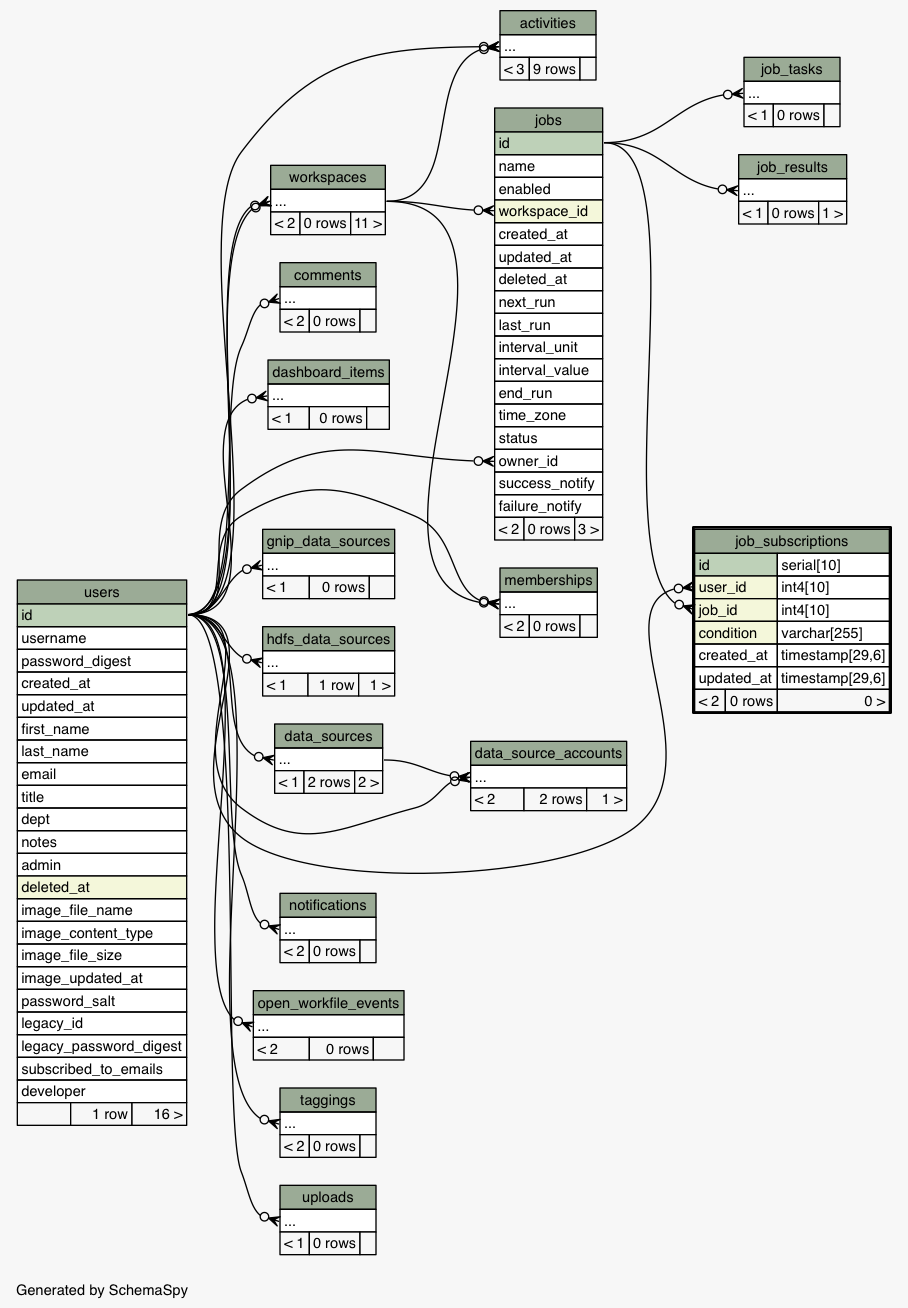 activities
...
< 3 9 rows
job_tasks
...
< 1 0 rows
jobs
id
name
enabled
workspace_id
created_at
updated_at
deleted_at
next_run
last_run
interval_unit
interval_value
end_run
time_zone
status
owner_id
success_notify
failure_notify
< 2 0 rows 3 >
job_results
...
< 1 0 rows 1 >
workspaces
...
< 2 0 rows 11 >
comments
...
< 2 0 rows
dashboard_items
...
< 1 0 rows
gnip_data_sources
...
< 1 0 rows
job_subscriptions
id serial[10]
user_id int4[10]
job_id int4[10]
condition varchar[255]
created_at timestamp[29,6]
updated_at timestamp[29,6]
< 2 0 rows 0 >
memberships
...
< 2 0 rows
users
id
username
password_digest
created_at
updated_at
first_name
last_name
email
title
dept
notes
admin
deleted_at
image_file_name
image_content_type
image_file_size
image_updated_at
password_salt
legacy_id
legacy_password_digest
subscribed_to_emails
developer
1 row 16 >
hdfs_data_sources
...
< 1 1 row 1 >
data_sources
...
< 1 2 rows 2 >
data_source_accounts
...
< 2 2 rows 1 >
notifications
...
< 2 0 rows
open_workfile_events
...
< 2 0 rows
taggings
...
< 2 0 rows
uploads
...
< 1 0 rows
Generated by SchemaSpy